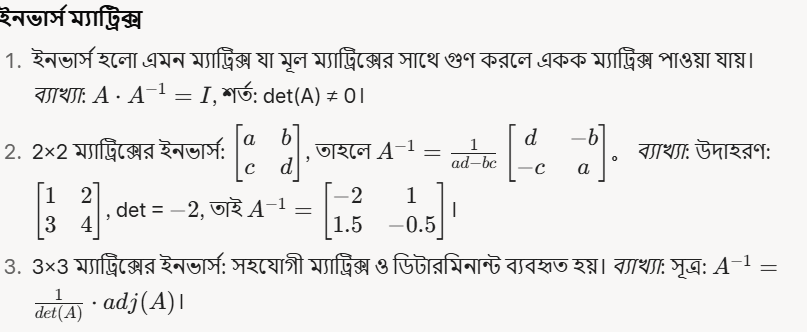 ইনভার্স ম্যাট্রিক্স
1. ইনভার্স হলো এমন ম্যাট্রিক্স যা মূল ম্যাট্রিক্সের সাথে গুণ করলে একক ম্যাট্রিক্স পাওয়া যায়।
ব্যাখ্যা: $A \cdot A^{-1} = I$, শর্ত: det(A) ≠ 0।
2. 2×2 ম্যাট্রিক্সের ইনভার্স: $\begin{bmatrix} a & b \\ c & d \end{bmatrix}$, তাহলে $A^{-1} = \frac{1}{ad-bc} \begin{bmatrix} d & -b \\ -c & a \end{bmatrix}$。 ব্যাখ্যা: উদাহরণ:
$\begin{bmatrix} 1 & 2 \\ 3 & 4 \end{bmatrix}$, det = −2, তাই $A^{-1} = \begin{bmatrix} -2 & 1 \\ 1.5 & -0.5 \end{bmatrix}$।
3. 3×3 ম্যাট্রিক্সের ইনভার্স: সহযোগী ম্যাট্রিক্স ও ডিটারমিনান্ট ব্যবহৃত হয়। ব্যাখ্যা: সূত্র: $A^{-1} =$
$\frac{1}{det(A)} \cdot adj(A)$।